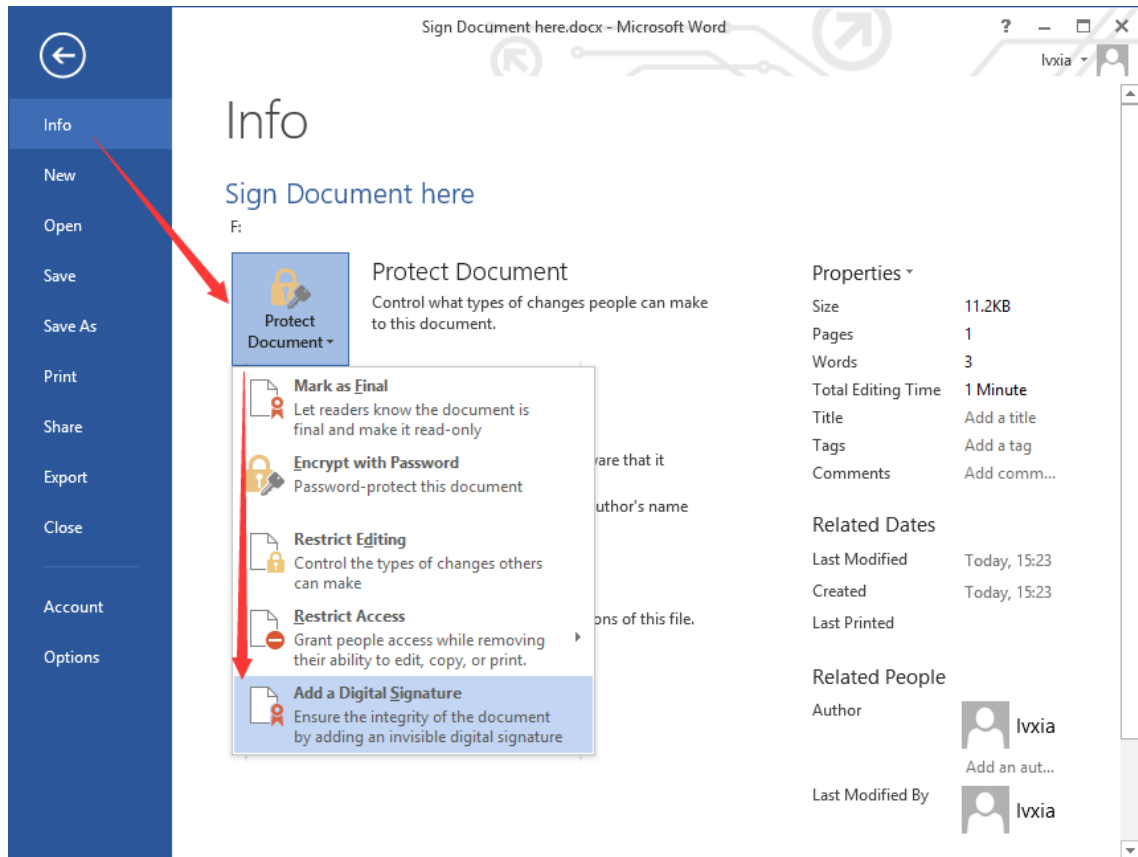 Sign Document here.docx - Microsoft Word
?
lvxia
Info
New
Open
Save
Save As
Print
Share
Export
Close
Account
Options
Info
Sign Document here
F:
Protect
Document
Protect Document
Control what types of changes people can make
to this document.
Mark as Final
Let readers know the document is
final and make it read-only
Encrypt with Password
Password-protect this document
Restrict Editing
Control the types of changes others
can make
Restrict Access
Grant people access while removing
their ability to edit, copy, or print.
Add a Digital Signature
Ensure the integrity of the document
by adding an invisible digital signature
that it
name
of this file.
Properties
Size 11.2KB
Pages 1
Words 3
Total Editing Time 1 Minute
Title Add a title
Tags Add a tag
Comments Add comm...
Related Dates
Last Modified Today, 15:23
Created Today, 15:23
Last Printed
Related People
Author lvxia
Add an aut...
Last Modified By lvxia